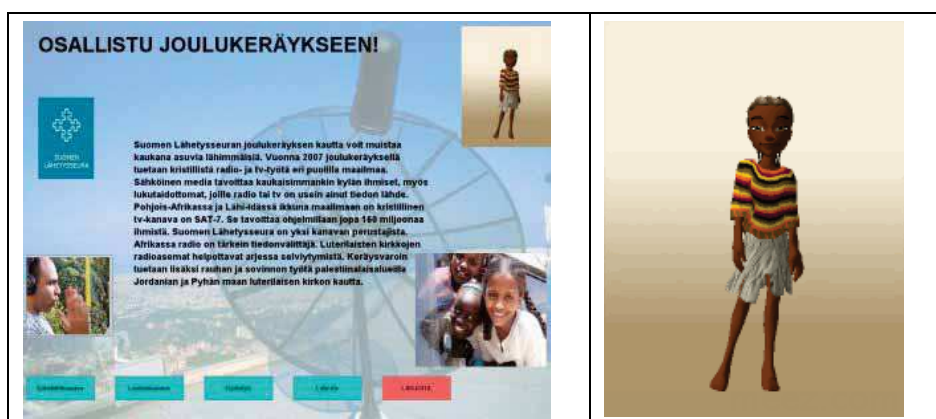 OSALLISTU JOULUKERÄYKSEEN!
SUOMEN
LÄHETYSSEURA
Suomen Lähetysseuran joulukeräyksen kautta voit muistaa
kaukana asuvia lähimmäisiä. Vuonna 2007 joulukeräyksellä
tuetaan kristillistä radio- ja tv-työtä eri puolilla maailmaa.
Sähköinen media tavoittaa kaukaisimmankin kylän ihmiset, myös
lukutaidottomat, joille radio tai tv on usein ainut tiedon lähde.
Pohjois-Afrikassa ja Lähi-idässä ikkuna maailmaan on kristillinen
tv-kanava on SAT-7. Se tavoittaa ohjelmillaan jopa 160 miljoonaa
ihmistä. Suomen Lähetysseura on yksi kanavan perustajista.
Afrikassa radio on tärkein tiedonvälittäjä. Luterilaisten kirkkojen
radioasemat helpottavat arjessa selviytymistä. Keräysvaroin
tuetaan lisäksi rauhan ja sovinnon työtä palestiinalaisalueilla
Jordanian ja Pyhän maan luterilaisen kirkon kautta.